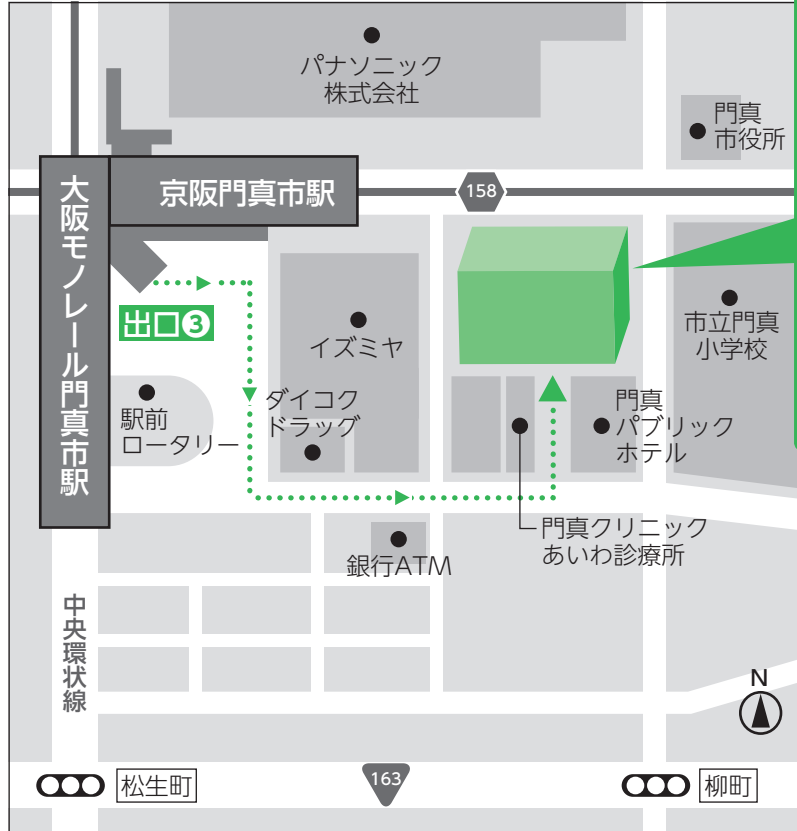 パナソニック
株式会社
門真
市役所
京阪門真市駅
158
大阪モノレール門真市駅
出口❸
イズミヤ
市立門真
小学校
駅前
ロータリー
ダイコク
ドラッグ
門真
パブリック
ホテル
門真クリニック
あいわ診療所
銀行ATM
中央環状線
N
松生町
163
柳町